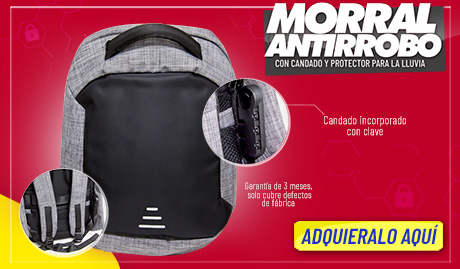 MORRAL
ANTIRROBO
CON CANDADO Y PROTECTOR PARA LA LLUVIA
Candado incorporado
con clave
Garantía de 3 meses,
solo cubre defectos
de fábrica
ADQUIERALO AQUÍ